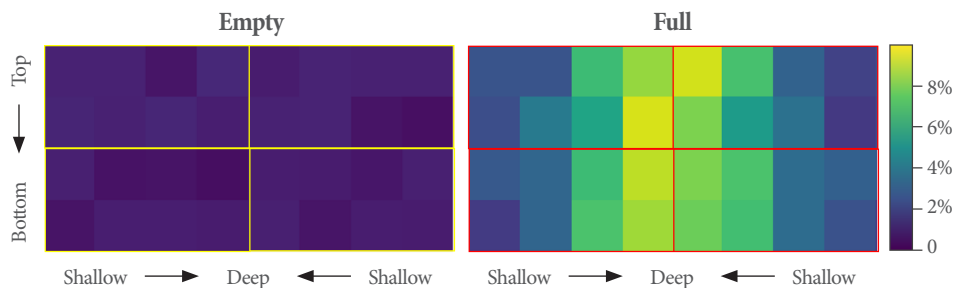 Empty
Full
Top
Bottom
8%
6%
4%
2%
0
Shallow
Deep
Shallow
Shallow
Deep
Shallow